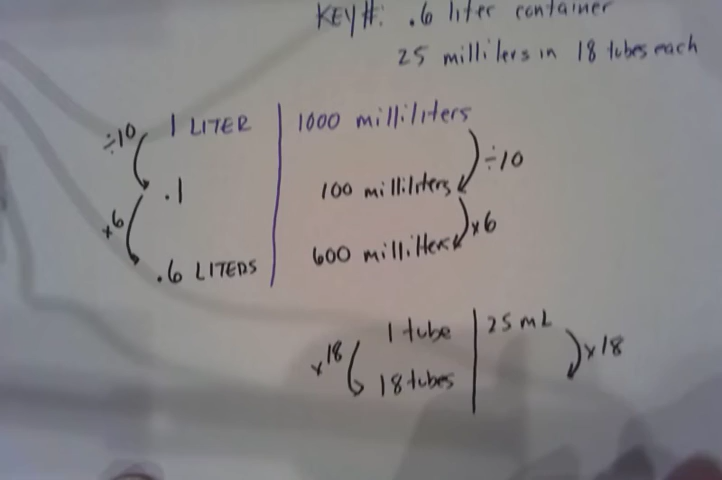 KEY #: .6 liter container
25 milliliters in 18 tubes each
÷10 1 LITER 1000 milliliters
÷10
.1 100 milliliters
x6 x6
.6 LITERS 600 milliliters
1 tube 25 mL
x18 x18
18 tubes